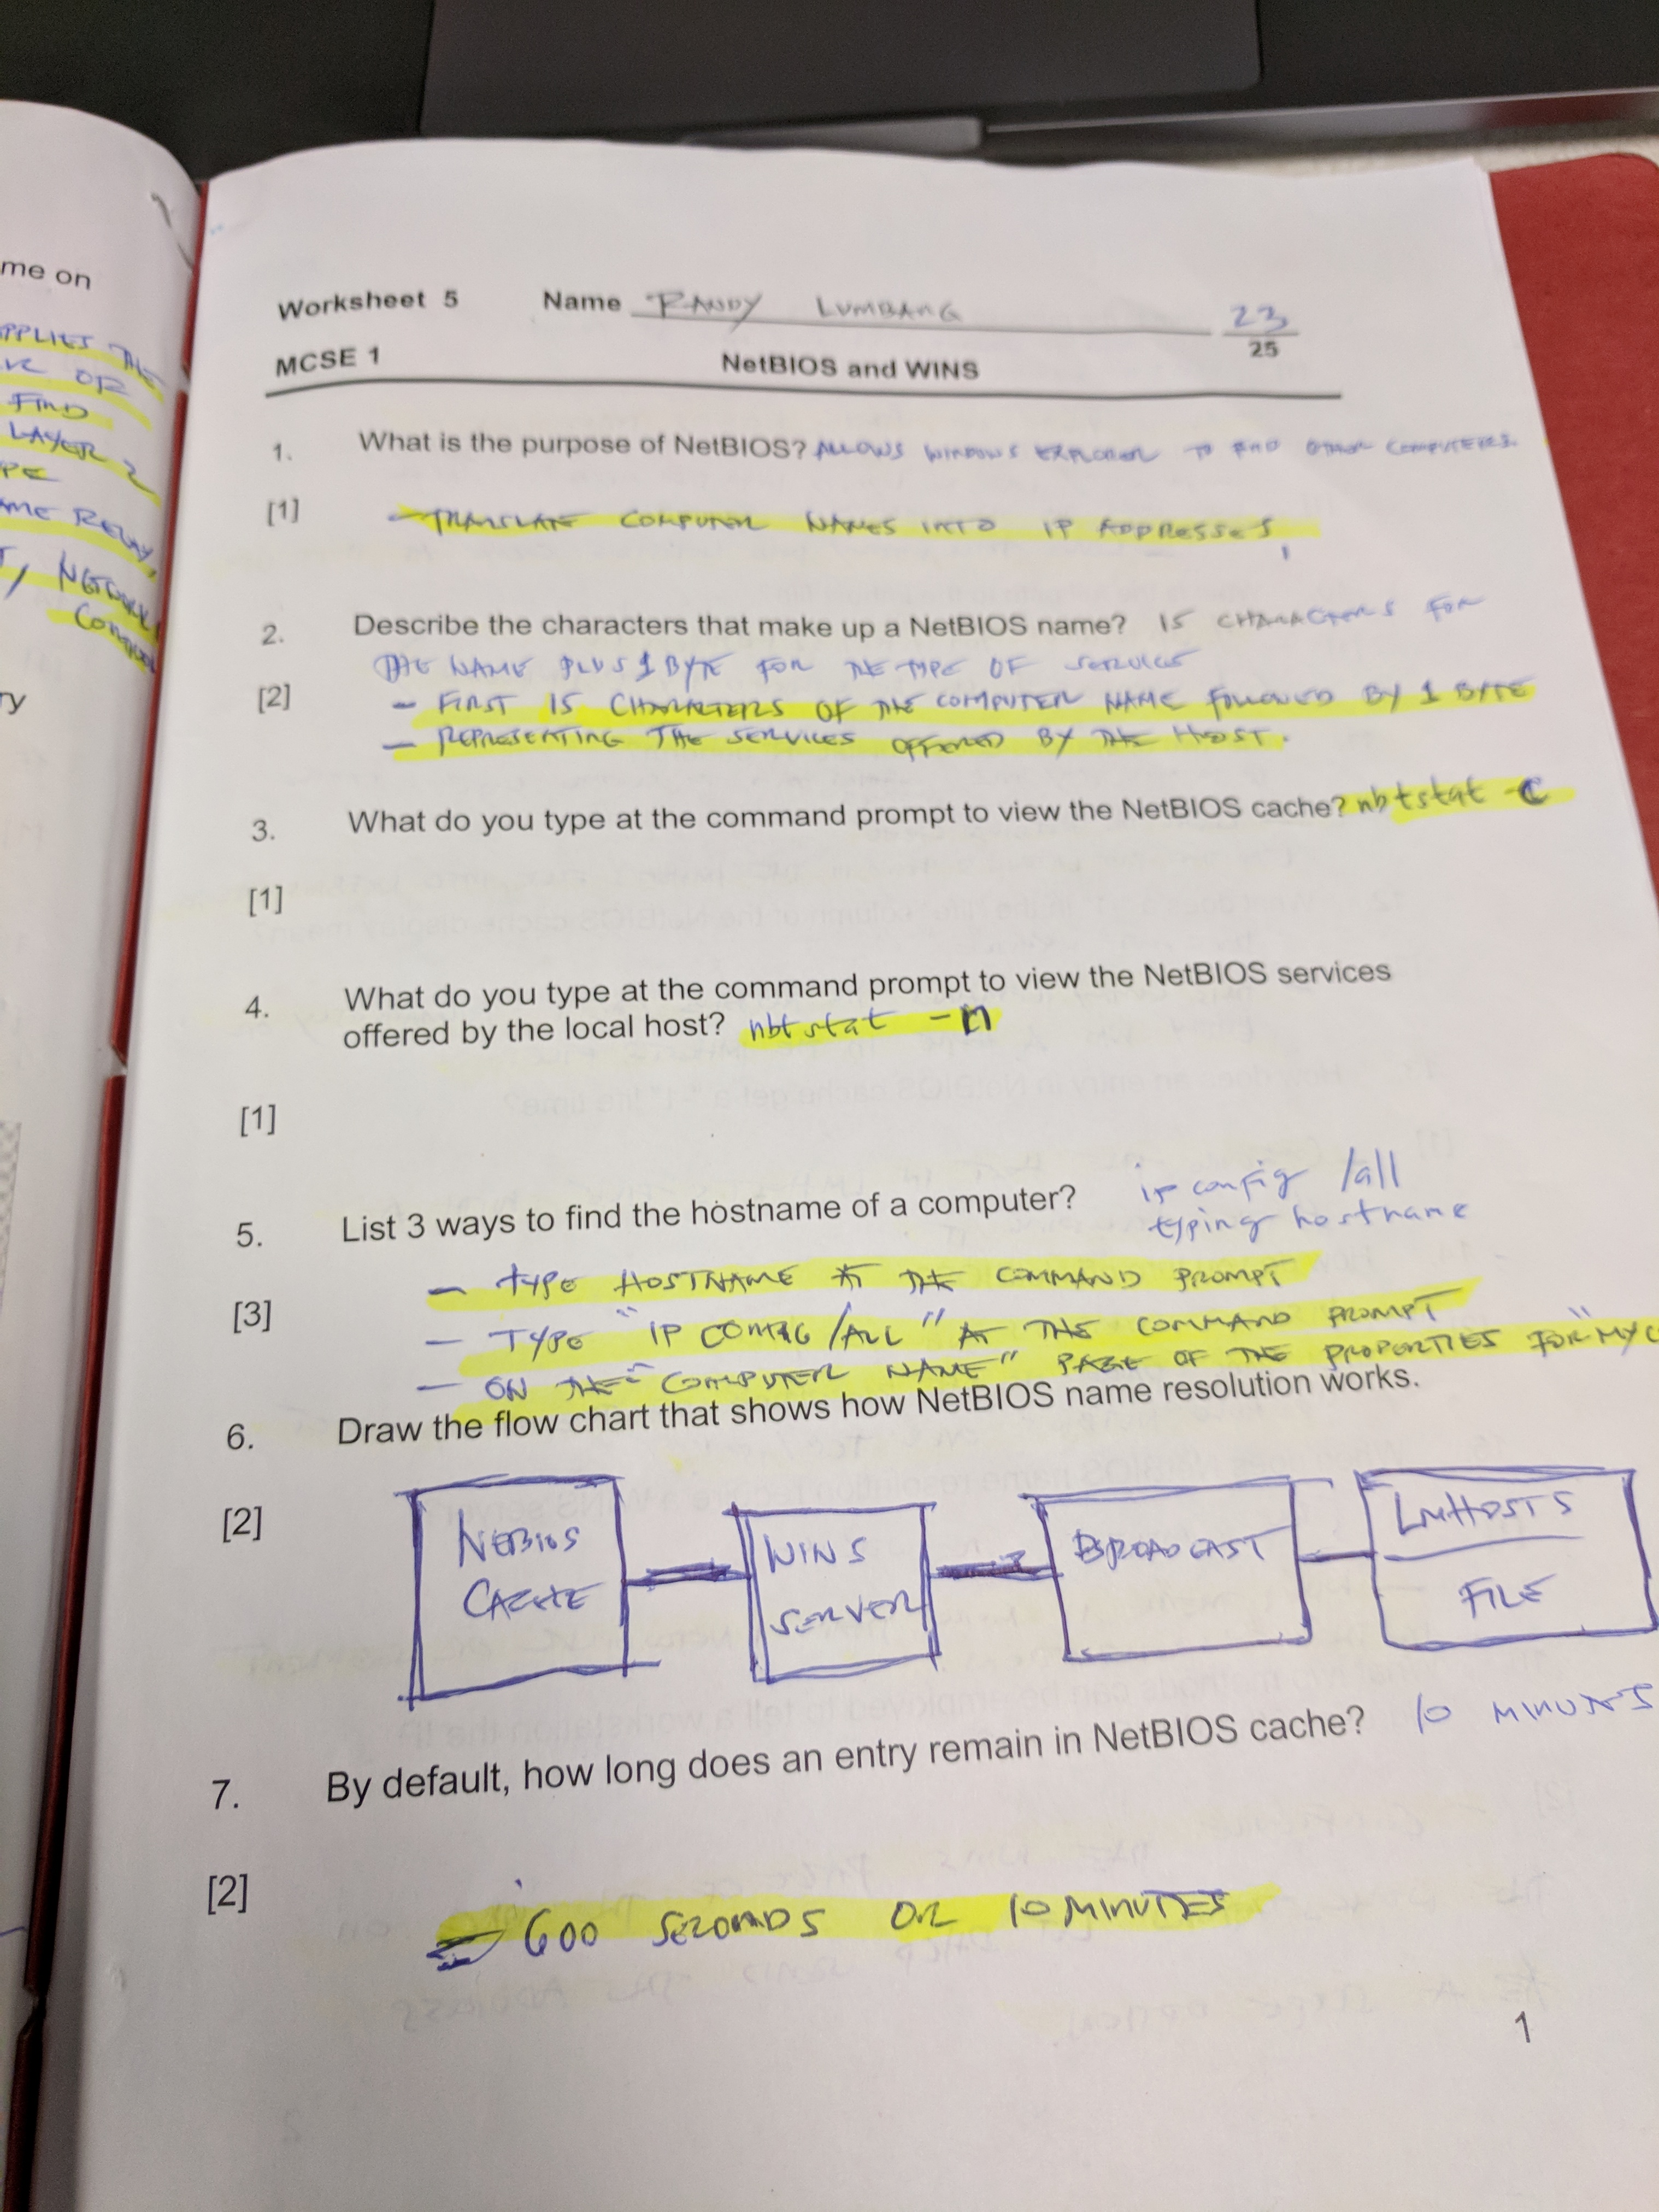 me on
APPLIES THE
OR
FIND
LAYER 2
PE
AME RELAY,
T, NETWORK
ry
Worksheet 5 Name RANDY LUMBANG 23
25
MCSE 1 NetBIOS and WINS
1. What is the purpose of NetBIOS? ALLOWS WINDOWS EXPLORER TO FIND OTHER COMPUTERS.
[1] - TRANSLATE COMPUTER NAMES INTO IP ADDRESSES,
2. Describe the characters that make up a NetBIOS name? 15 CHARACTERS FOR
THE NAME PLUS 1 BYTE FOR THE TYPE OF SERVICE
[2] - FIRST 15 CHARACTERS OF THE COMPUTER NAME FOLLOWED BY 1 BYTE
- REPRESENTING THE SERVICES OFFERED BY THE HOST.
3. What do you type at the command prompt to view the NetBIOS cache? nbtstat -c
[1]
4. What do you type at the command prompt to view the NetBIOS services
offered by the local host? nbtstat -n
[1]
5. List 3 ways to find the hostname of a computer? ip config /all
typing hostname
- TYPE HOSTNAME AT THE COMMAND PROMPT
[3]
- TYPE "IP CONFIG /ALL" AT THE COMMAND PROMPT
- ON THE "COMPUTER NAME" PAGE OF THE PROPERTIES FOR "MY C
6. Draw the flow chart that shows how NetBIOS name resolution works.
[2]
NETBIOS
CACHE
WINS
SERVER
BROADCAST
LMHOSTS
FILE
7. By default, how long does an entry remain in NetBIOS cache? 10 MINUTES
[2]
- 600 SECONDS OR 10 MINUTES
1